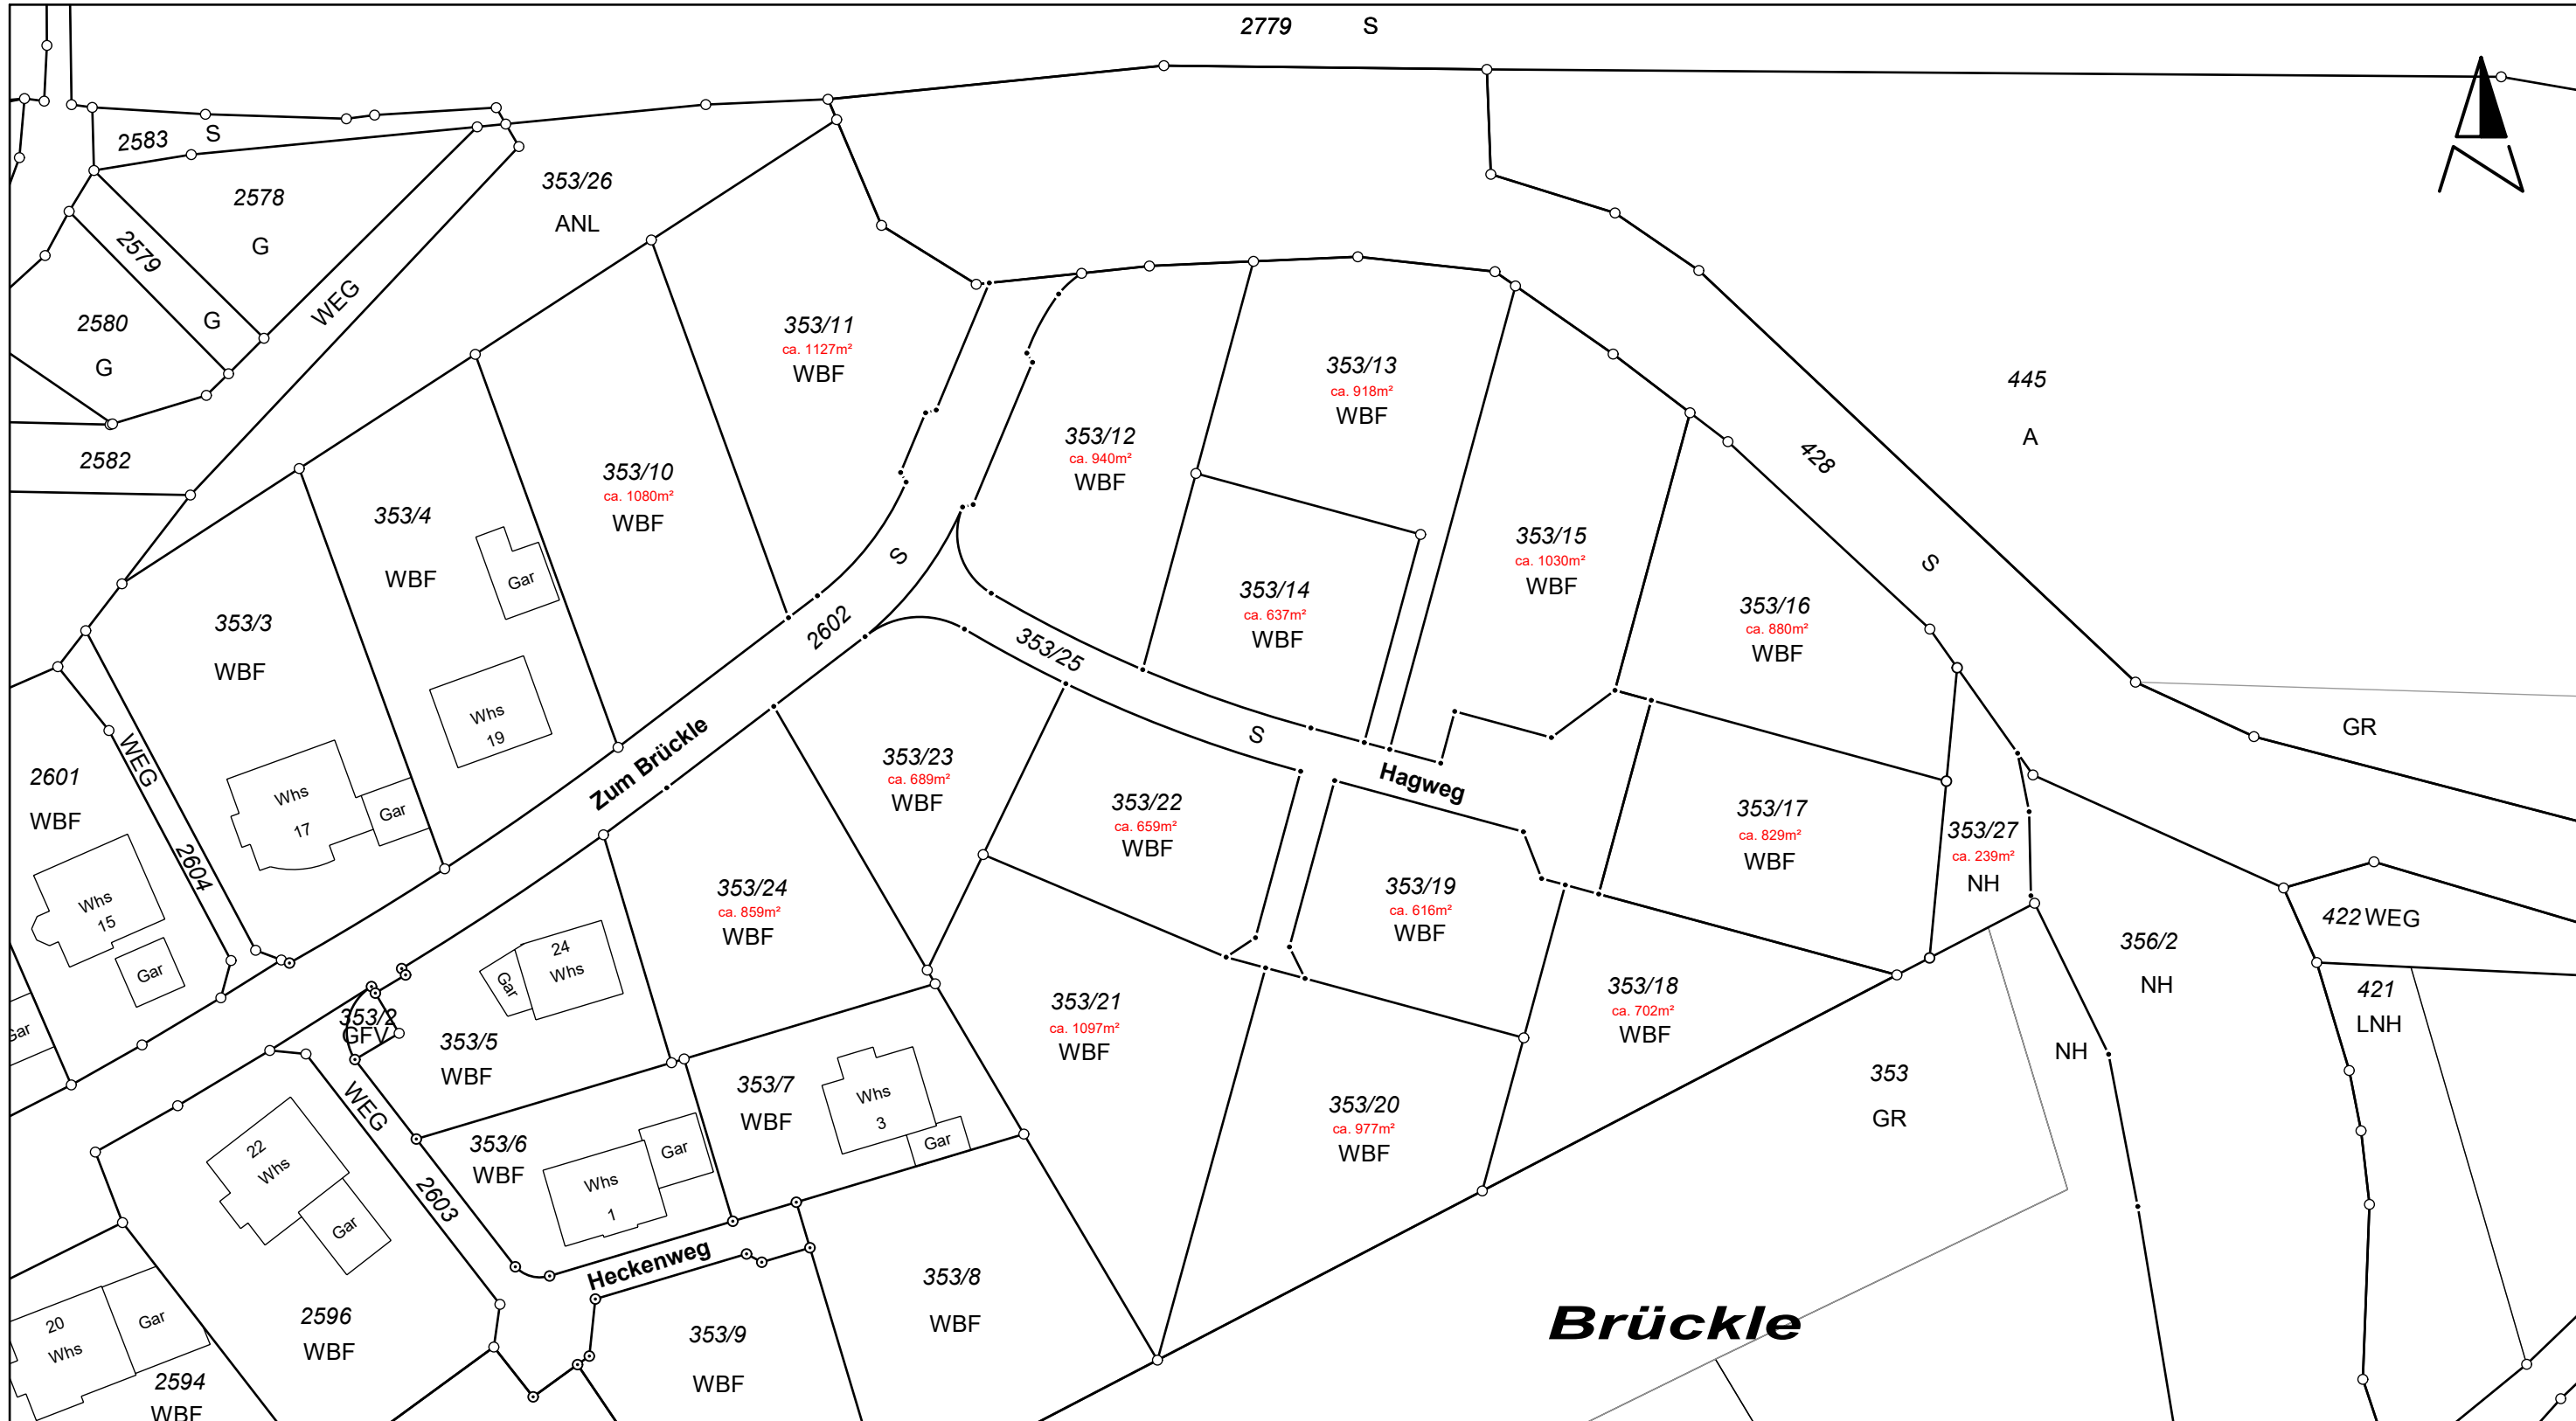 2779 S
2583 S
2578
G
2579
G
2580
G
2582
WEG
353/26
ANL
353/11
ca. 1127m²
WBF
353/10
ca. 1080m²
WBF
353/4
WBF
Gar
Whs
19
353/3
WBF
Whs
17
Gar
353/12
ca. 940m²
WBF
353/13
ca. 918m²
WBF
353/14
ca. 637m²
WBF
353/15
ca. 1030m²
WBF
353/16
ca. 880m²
WBF
428
S
445
A
GR
2602
S
Zum Brückle
353/25
S
Hagweg
2601
WBF
Whs
15
Gar
Gar
WEG
2604
353/23
ca. 689m²
WBF
353/22
ca. 659m²
WBF
353/24
ca. 859m²
WBF
353/19
ca. 616m²
WBF
353/17
ca. 829m²
WBF
353/27
ca. 239m²
NH
353/18
ca. 702m²
WBF
353/21
ca. 1097m²
WBF
353/20
ca. 977m²
WBF
356/2
NH
NH
422 WEG
421
LNH
353
GR
353/2
GFV
353/5
WBF
24
Whs
Gar
353/6
WBF
Whs
1
Gar
353/7
WBF
Whs
3
Gar
WEG
2603
Heckenweg
22
Whs
Gar
2596
WBF
20
Whs
Gar
2594
WBF
353/8
WBF
353/9
WBF
Brückle